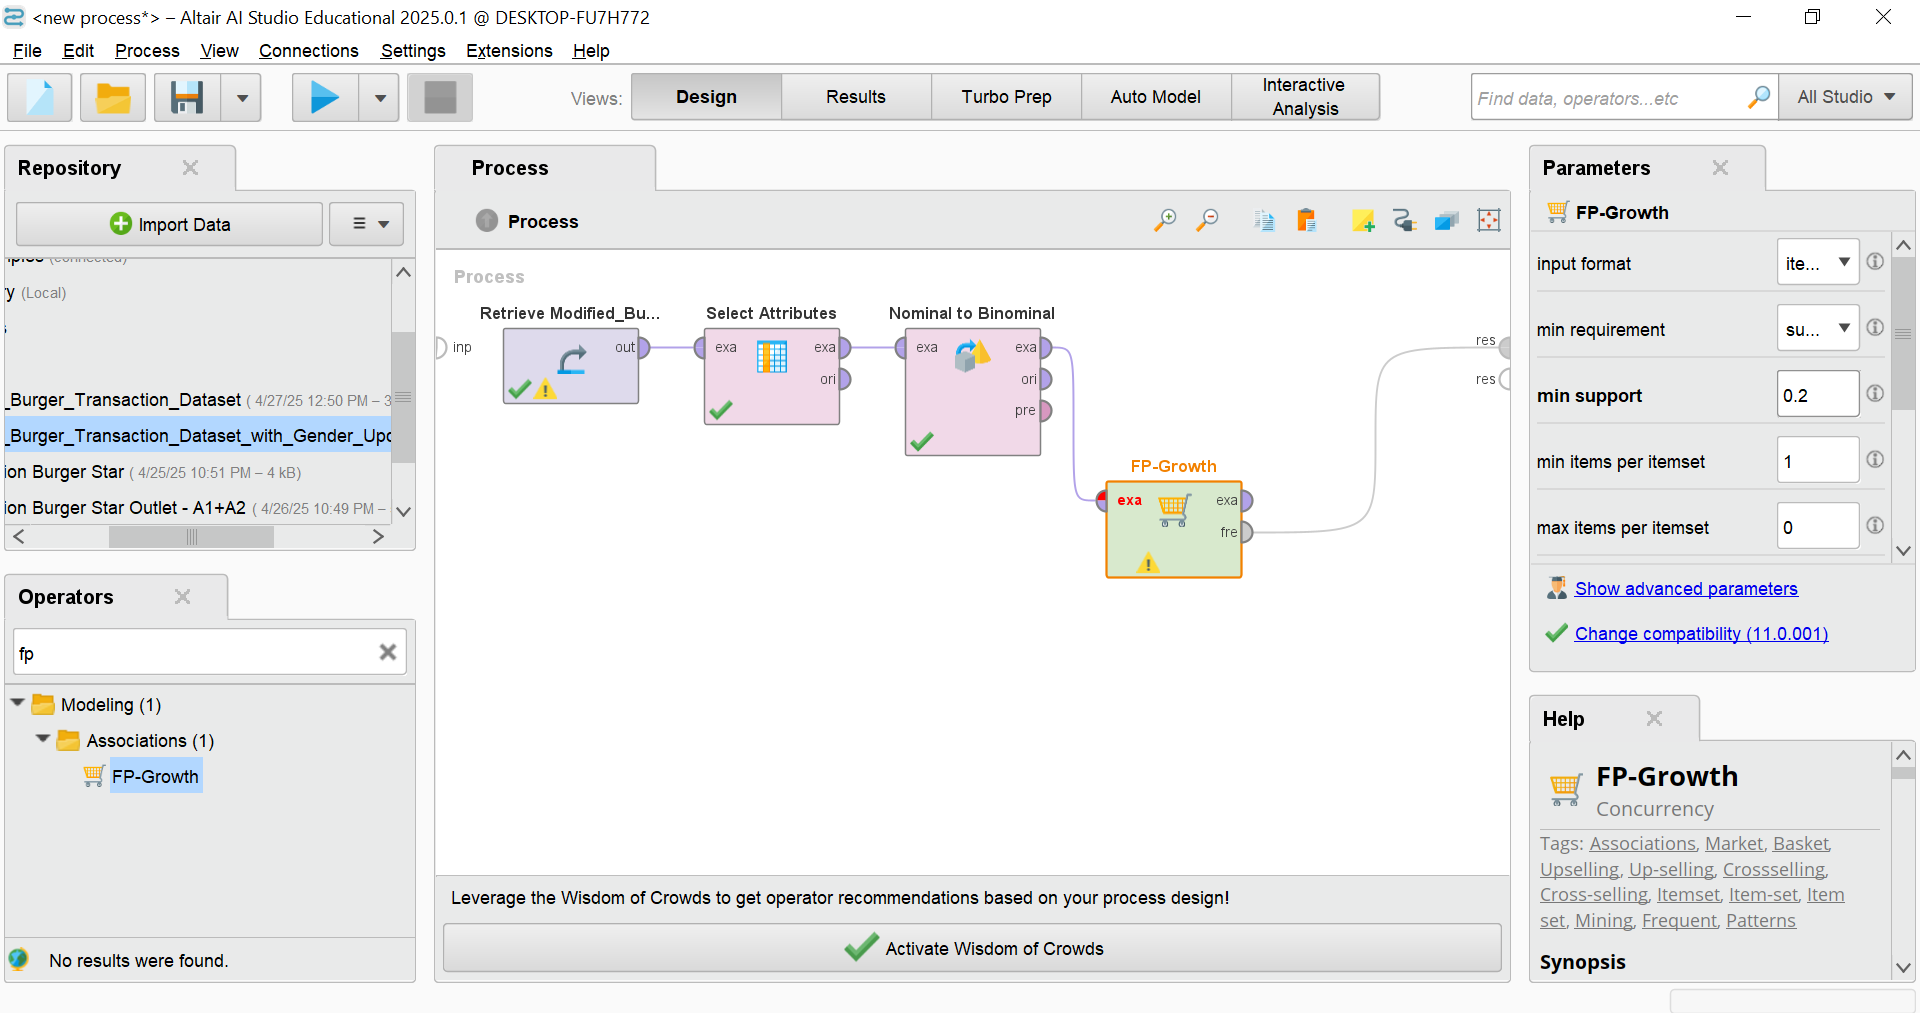 <new process*> – Altair AI Studio Educational 2025.0.1 @ DESKTOP-FU7H772
File Edit Process View Connections Settings Extensions Help
Views: Design Results Turbo Prep Auto Model Interactive Analysis
Find data, operators...etc
All Studio
Repository
Import Data
(connected)
y (Local)
_Burger_Transaction_Dataset ( 4/27/25 12:50 PM – 3
_Burger_Transaction_Dataset_with_Gender_Upd
ion Burger Star ( 4/25/25 10:51 PM – 4 kB)
ion Burger Star Outlet - A1+A2 ( 4/26/25 10:49 PM –
Operators
fp
Modeling (1)
Associations (1)
FP-Growth
No results were found.
Process
Process
Process
Retrieve Modified_Bu...
Select Attributes
Nominal to Binominal
inp
out
exa
exa
ori
exa
exa
ori
pre
FP-Growth
exa
exa
fre
res
res
Leverage the Wisdom of Crowds to get operator recommendations based on your process design!
Activate Wisdom of Crowds
Parameters
FP-Growth
input format ite...
min requirement su...
min support 0.2
min items per itemset 1
max items per itemset 0
Show advanced parameters
Change compatibility (11.0.001)
Help
FP-Growth
Concurrency
Tags: Associations, Market, Basket,
Upselling, Up-selling, Crossselling,
Cross-selling, Itemset, Item-set, Item
set, Mining, Frequent, Patterns
Synopsis